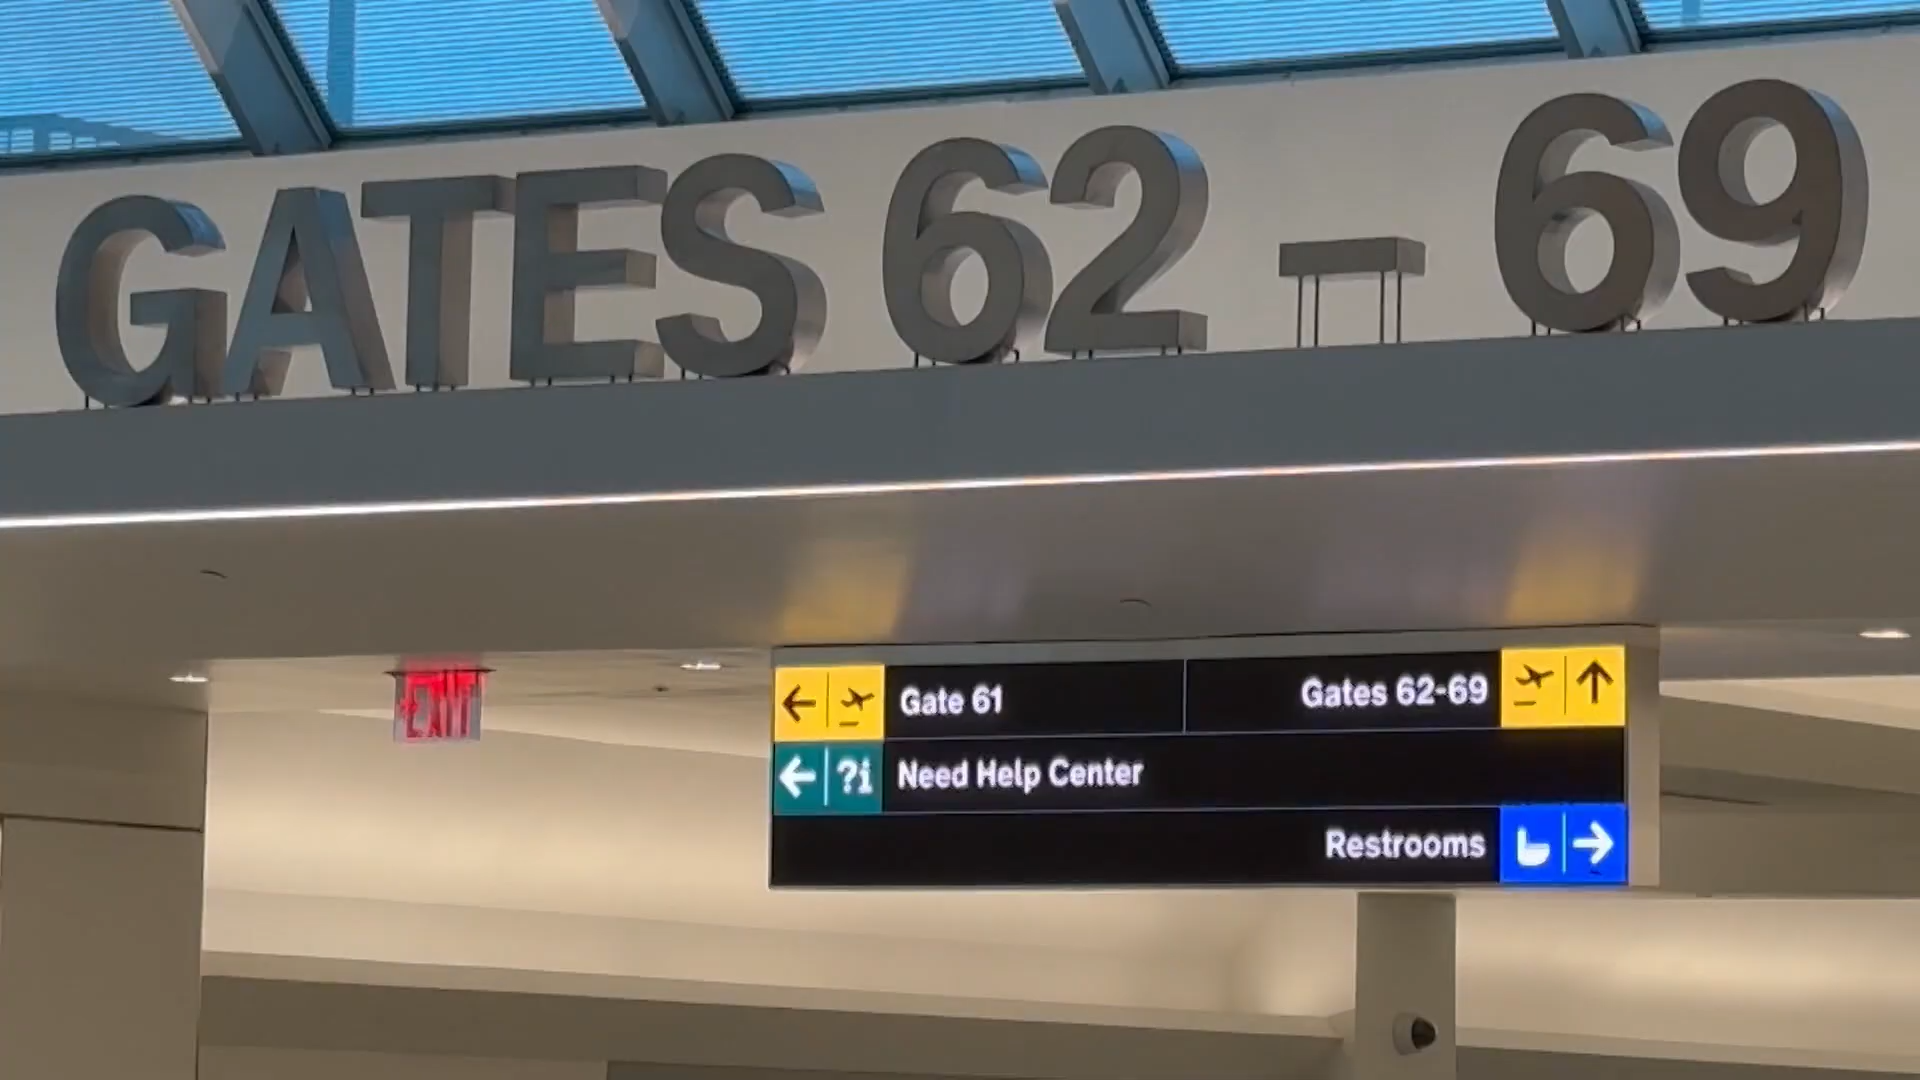 GATES 62 - 69
EXIT
Gate 61
Gates 62-69
?i Need Help Center
Restrooms